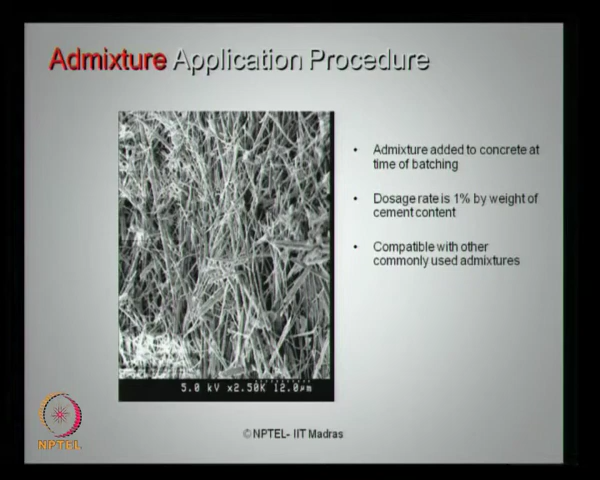 Admixture Application Procedure
• Admixture added to concrete at
time of batching
• Dosage rate is 1% by weight of
cement content
• Compatible with other
commonly used admixtures
5.0 kV x2.50K 12.0µm
NPTEL
©NPTEL- IIT Madras